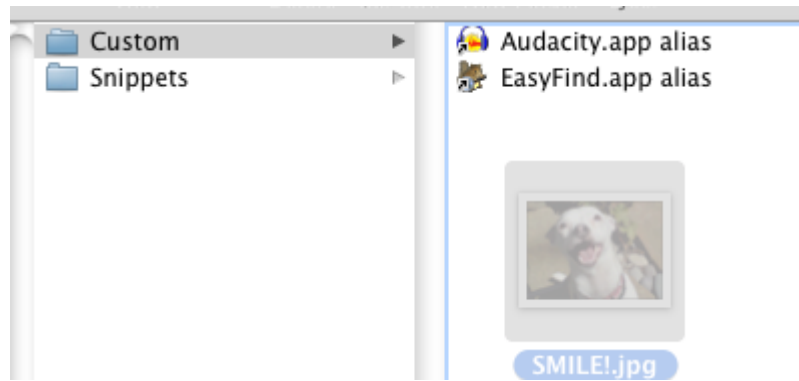 Custom
Snippets
Audacity.app alias
EasyFind.app alias
SMILE!.jpg